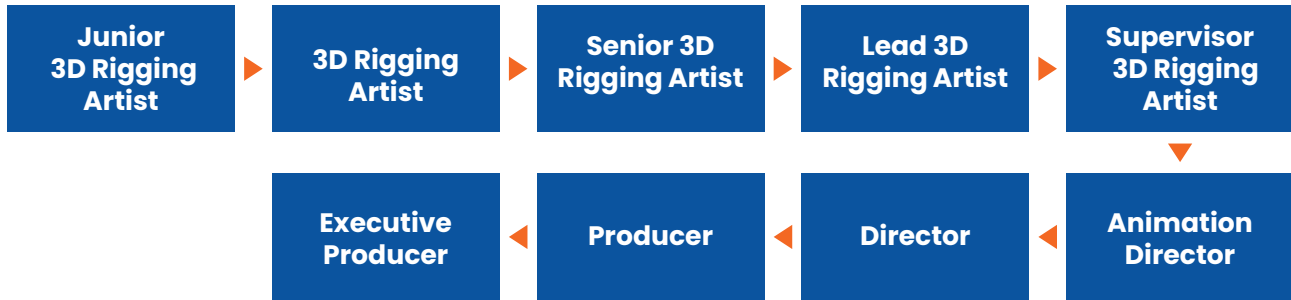 Junior
3D Rigging
Artist
3D Rigging
Artist
Senior 3D
Rigging Artist
Lead 3D
Rigging Artist
Supervisor
3D Rigging
Artist
Animation
Director
Director
Producer
Executive
Producer